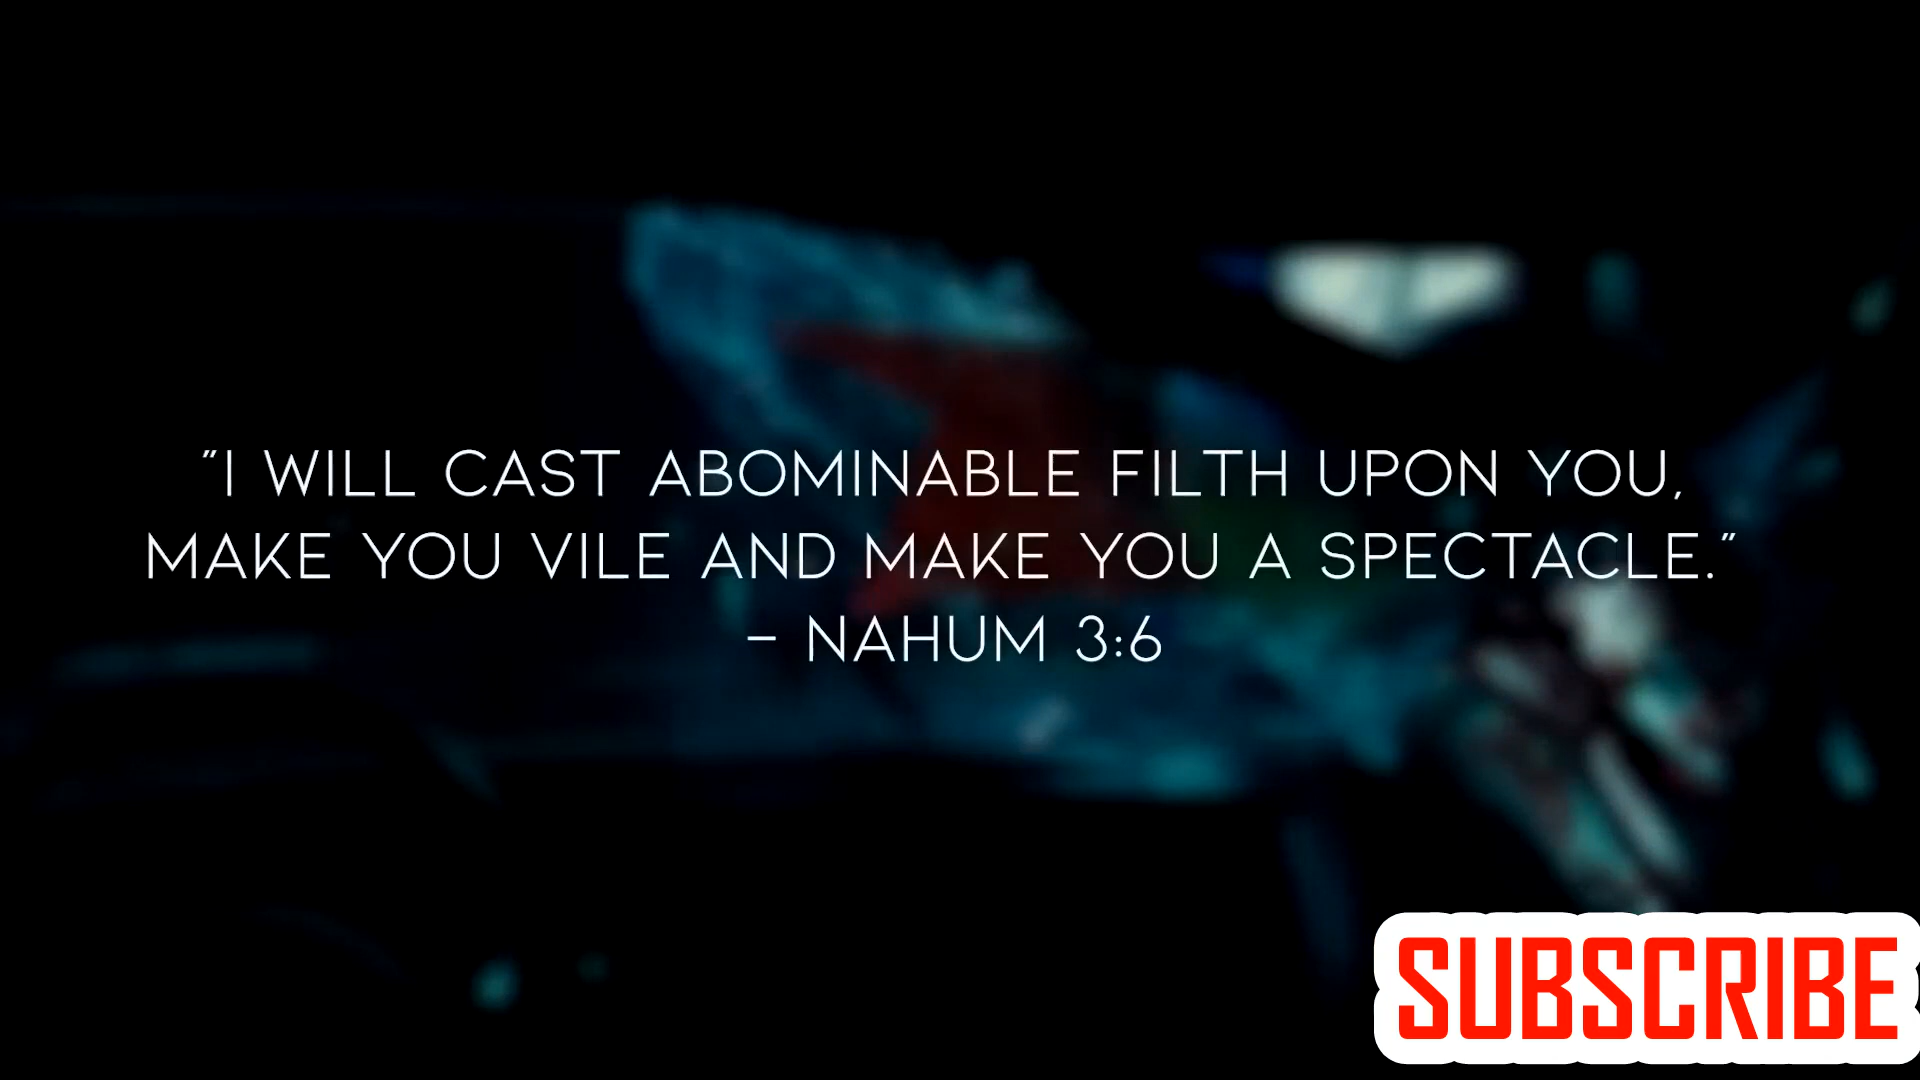 "I WILL CAST ABOMINABLE FILTH UPON YOU,
MAKE YOU VILE AND MAKE YOU A SPECTACLE."
- NAHUM 3:6
SUBSCRIBE